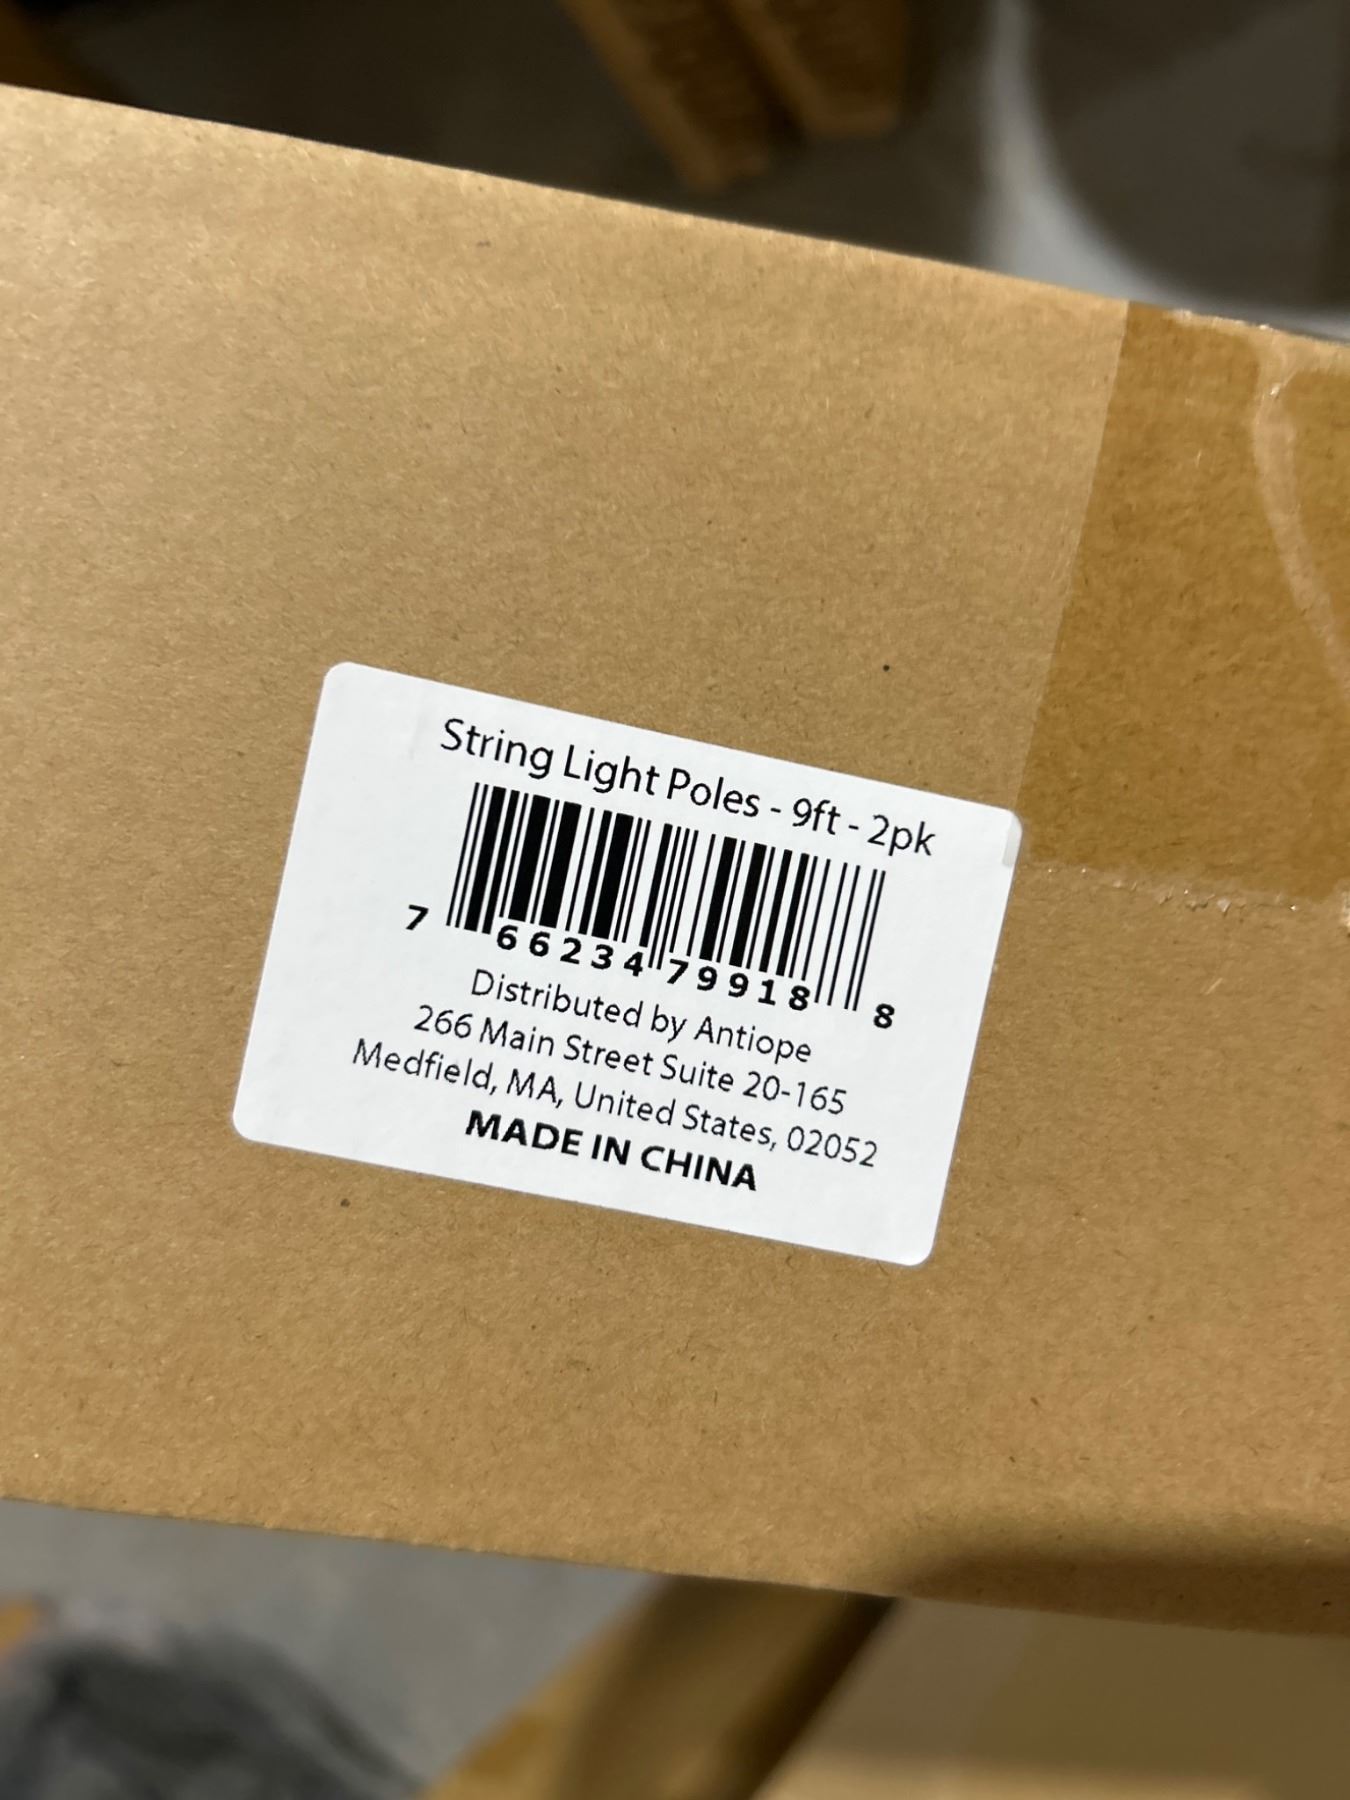 String Light Poles - 9ft - 2pk
7 66234 79918 8
Distributed by Antiope
266 Main Street Suite 20-165
Medfield, MA, United States, 02052
MADE IN CHINA